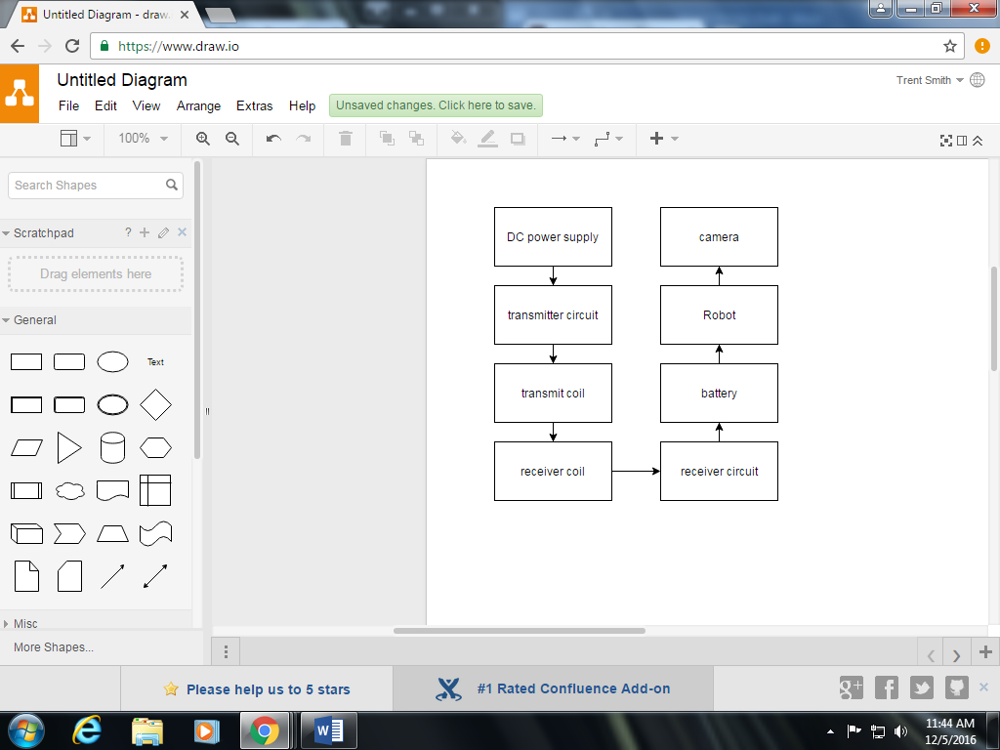 Untitled Diagram - draw.
https://www.draw.io
Untitled Diagram
Trent Smith
File Edit View Arrange Extras Help Unsaved changes. Click here to save.
100%
Search Shapes
Scratchpad ?
Drag elements here
General
Text
Misc
More Shapes...
DC power supply
transmitter circuit
transmit coil
receiver coil
camera
Robot
battery
receiver circuit
Please help us to 5 stars
#1 Rated Confluence Add-on
g+ f
W
11:44 AM
12/5/2016